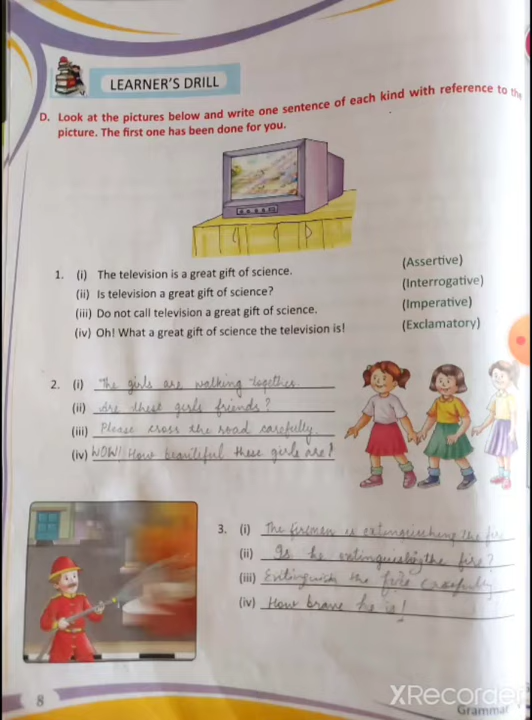 LEARNER'S DRILL
D. Look at the pictures below and write one sentence of each kind with reference to the
picture. The first one has been done for you.
1. (i) The television is a great gift of science. (Assertive)
(ii) Is television a great gift of science? (Interrogative)
(iii) Do not call television a great gift of science. (Imperative)
(iv) Oh! What a great gift of science the television is! (Exclamatory)
2. (i) The girls are walking together.
(ii) Are these girls friends?
(iii) Please cross the road carefully.
(iv) WOW! How beautiful these girls are!
3. (i) The fireman is extinguishing the fire
(ii) Is he extinguishing the fire?
(iii) Extinguish the fire carefully
(iv) How brave he is!
8
Grammar
XRecorder